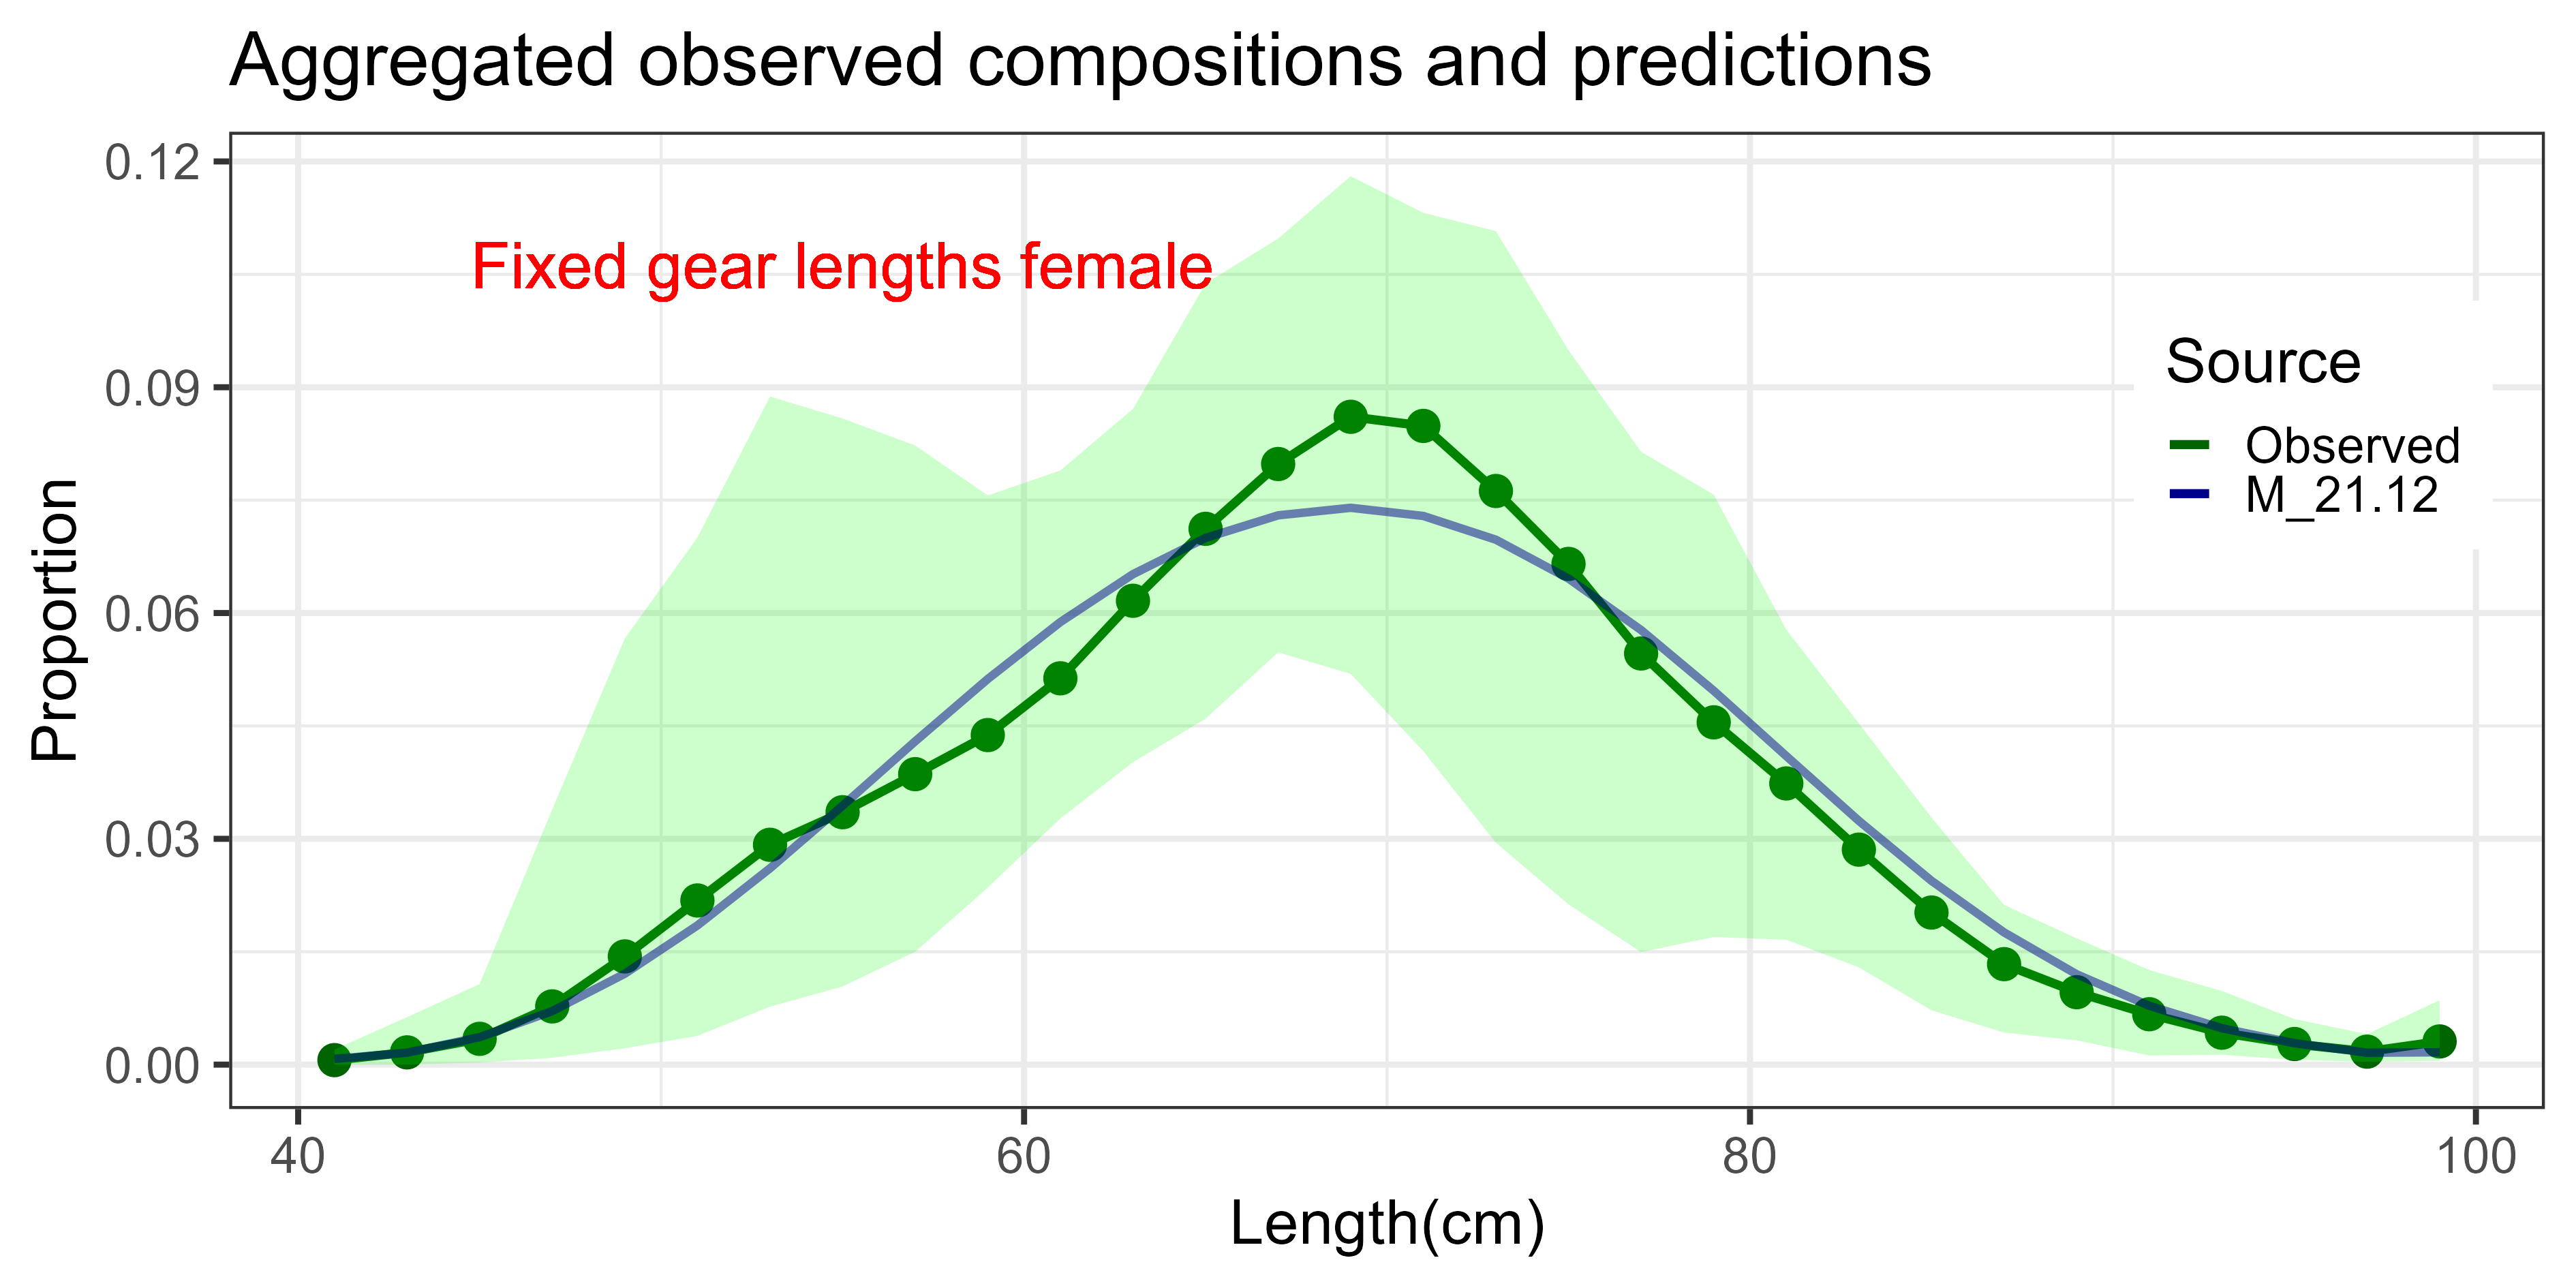 Aggregated observed compositions and predictions
0.12
0.09
0.06
0.03
0.00
Proportion
Fixed gear lengths female
Source
Observed
M_21.12
40
60
80
100
Length(cm)